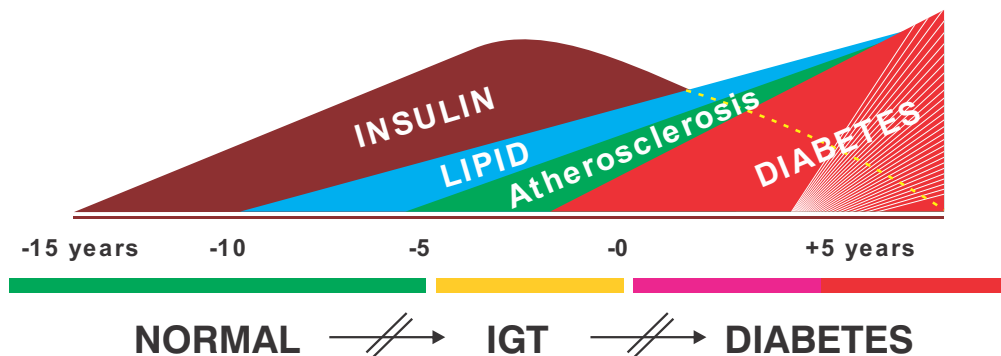 INSULIN
LIPID
Atherosclerosis
DIABETES
-15 years -10 -5 -0 +5 years
NORMAL IGT DIABETES